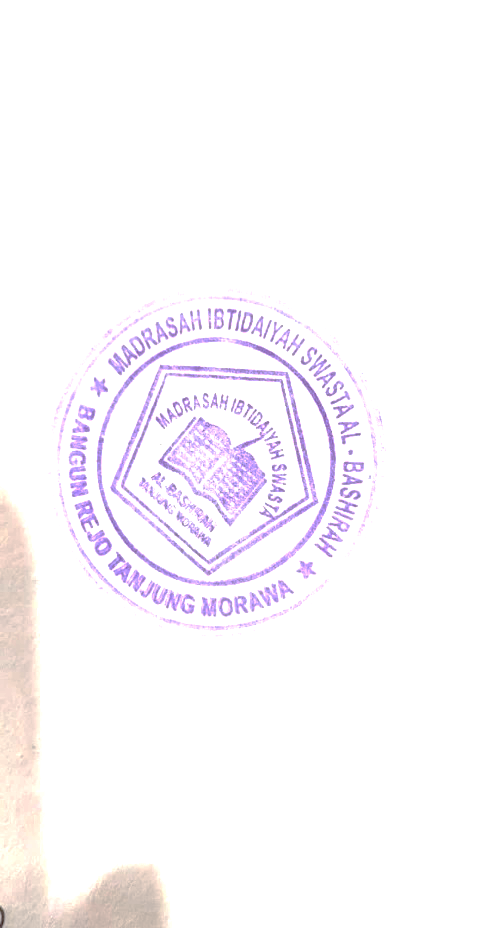 MADRASAH IBTIDAIYAH SWASTA AL - BASHIRAH
BANGUN REJO TANJUNG MORAWA
MADRASAH IBTIDAIYAH SWASTA
AL BASHIRAH
TANJUNG MORAWA